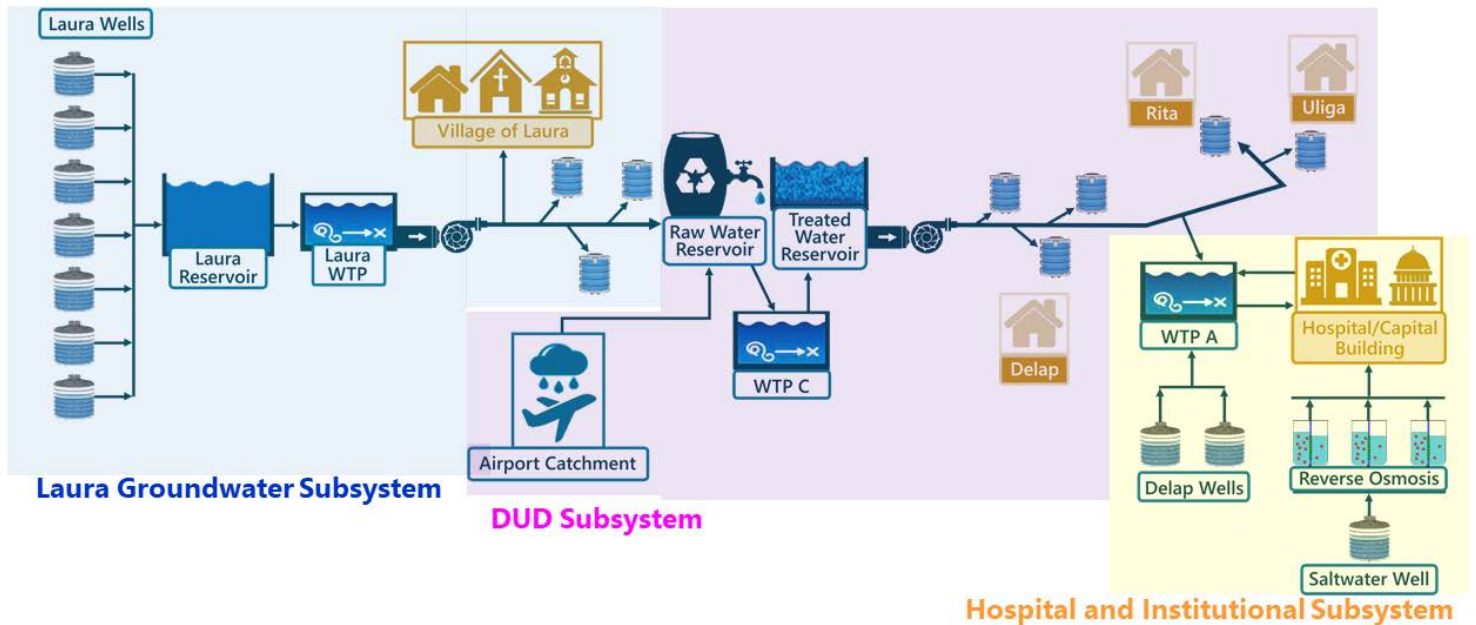 Laura Wells
Village of Laura
Rita
Uliga
Laura
Reservoir
Laura
WTP
Raw Water
Reservoir
Treated
Water
Reservoir
Hospital/Capital
Building
WTP A
Delap
WTP C
Airport Catchment
Delap Wells
Reverse Osmosis
Saltwater Well
Laura Groundwater Subsystem
DUD Subsystem
Hospital and Institutional Subsystem